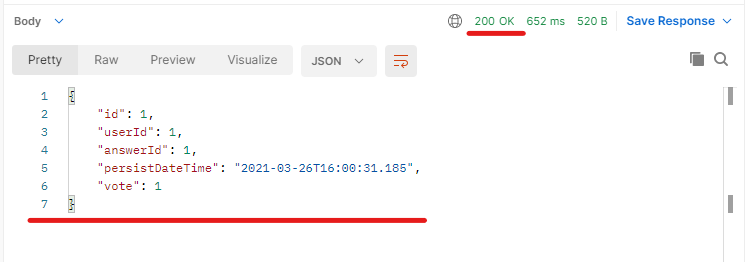 Body 200 OK 652 ms 520 B Save Response
Pretty Raw Preview Visualize JSON
1 {
2 "id": 1,
3 "userId": 1,
4 "answerId": 1,
5 "persistDateTime": "2021-03-26T16:00:31.185",
6 "vote": 1
7 }